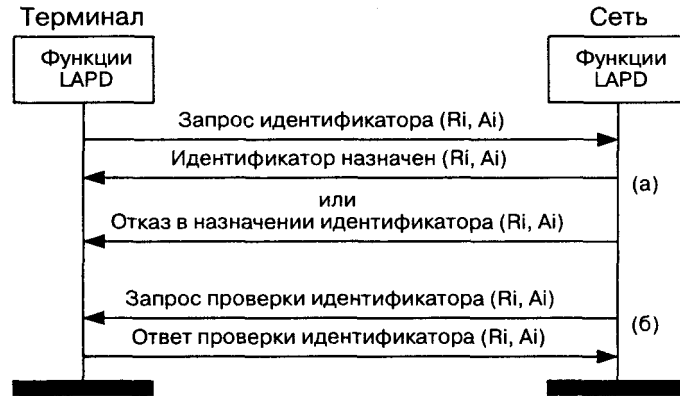 Терминал
Сеть
Функции
LAPD
Функции
LAPD
Запрос идентификатора (Ri, Ai)
Идентификатор назначен (Ri, Ai)
(а)
или
Отказ в назначении идентификатора (Ri, Ai)
Запрос проверки идентификатора (Ri, Ai)
(б)
Ответ проверки идентификатора (Ri, Ai)